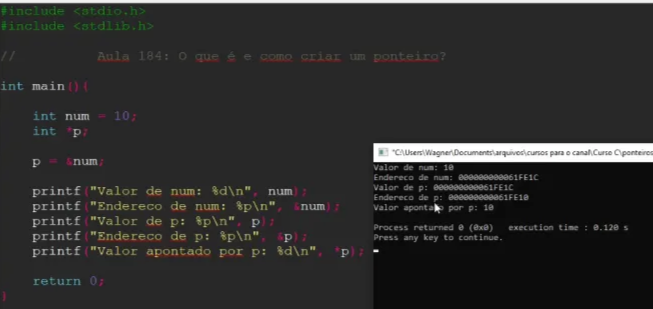 #include <stdio.h>
#include <stdlib.h>
// Aula 184: O que é e como criar um ponteiro?
int main(){
int num = 10;
int *p;
p = &num;
printf("Valor de num: %d\n", num);
printf("Endereco de num: %p\n", &num);
printf("Valor de p: %p\n", p);
printf("Endereco de p: %p\n", &p);
printf("Valor apontado por p: %d\n", *p);
return 0;
}
"C:\Users\Wagner\Documents\arquivos\cursos para o canal\Curso C\ponteiros
Valor de num: 10
Endereco de num: 000000000061FE1C
Valor de p: 000000000061FE1C
Endereco de p: 000000000061FE10
Valor apontado por p: 10
Process returned 0 (0x0) execution time : 0.120 s
Press any key to continue.